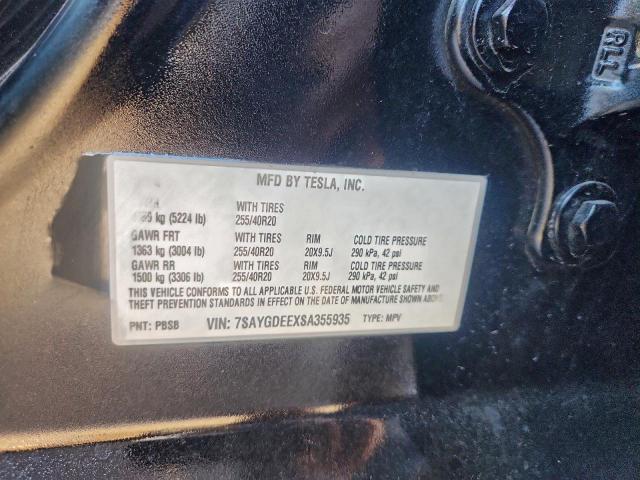 MFD BY TESLA, INC.
WITH TIRES
kg (5224 lb) 255/40R20
GAWR FRT WITH TIRES RIM COLD TIRE PRESSURE
1363 kg (3004 lb) 255/40R20 20X9.5J 290 kPa, 42 psi
GAWR RR WITH TIRES RIM COLD TIRE PRESSURE
1500 kg (3306 lb) 255/40R20 20X9.5J 290 kPa, 42 psi
THIS VEHICLE CONFORMS TO ALL APPLICABLE U.S. FEDERAL MOTOR VEHICLE SAFETY AND
THEFT PREVENTION STANDARDS IN EFFECT ON THE DATE OF MANUFACTURE SHOWN ABOVE.
PNT: PBSB VIN: 7SAYGDEEXSA355935 TYPE: MPV